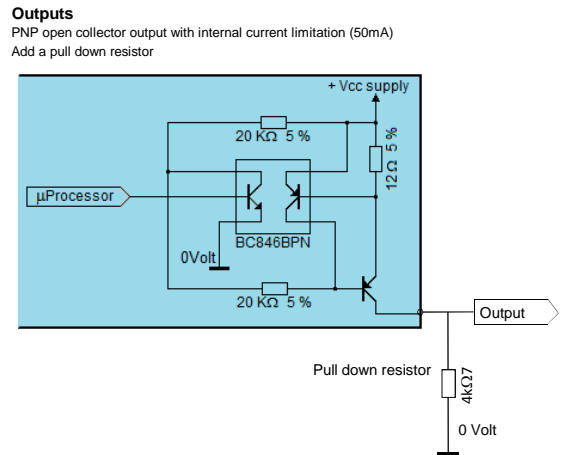 Outputs
PNP open collector output with internal current limitation (50mA)
Add a pull down resistor
+ Vcc supply
20 KΩ 5 %
12Ω 5 %
µProcessor
BC846BPN
0Volt
20 KΩ 5 %
Output
Pull down resistor
4kΩ7
0 Volt